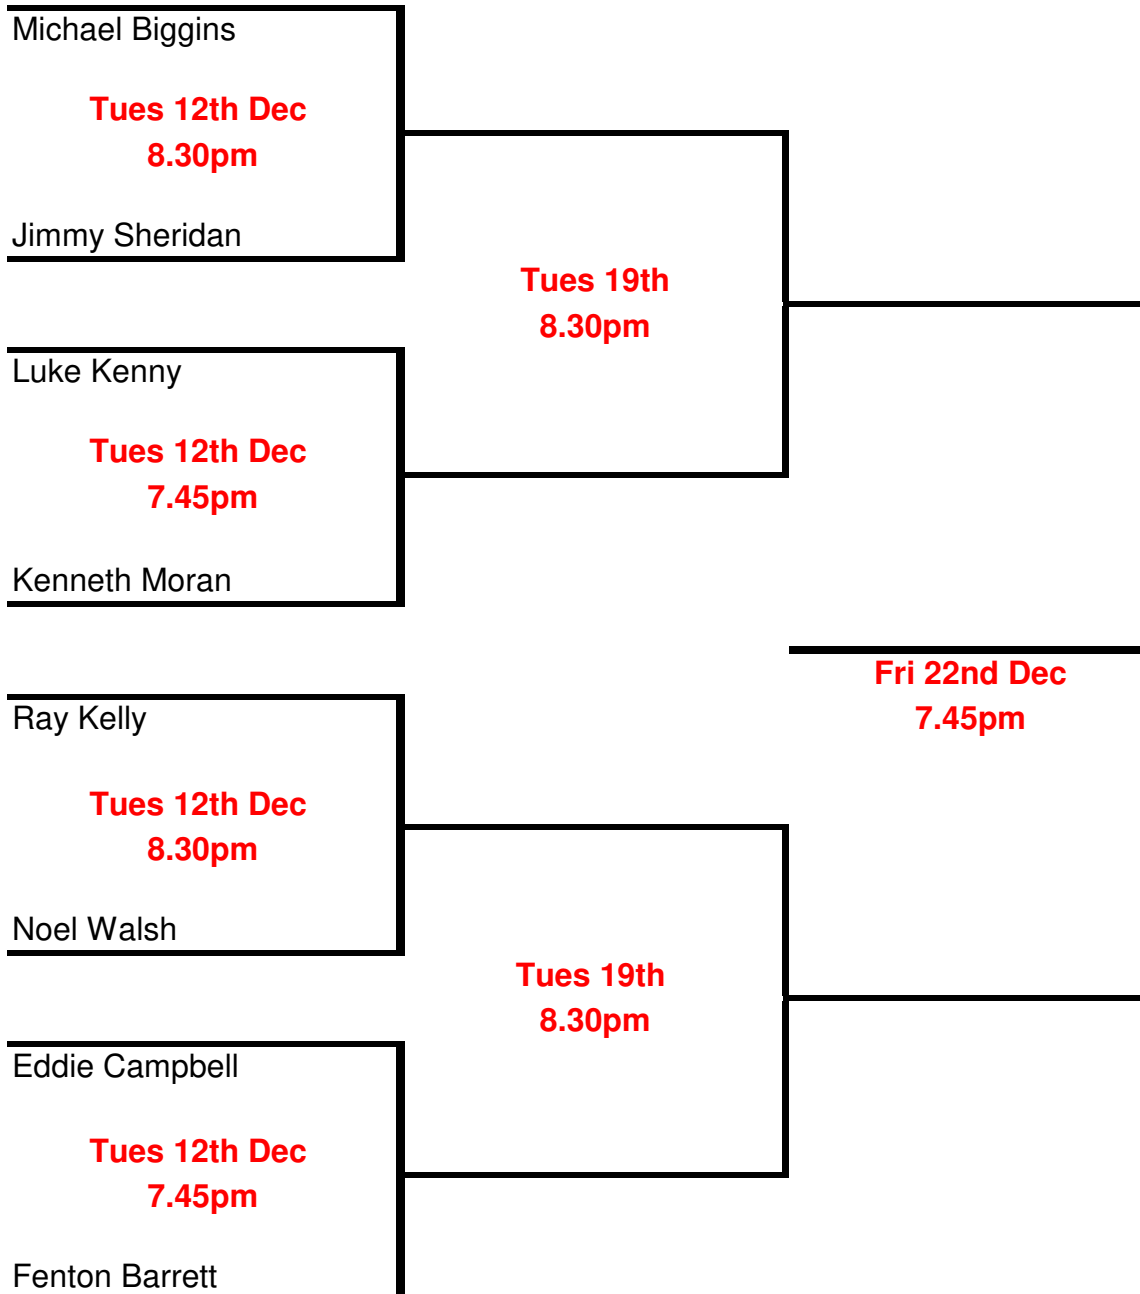 Michael Biggins
Tues 12th Dec
8.30pm
Jimmy Sheridan
Tues 19th
8.30pm
Luke Kenny
Tues 12th Dec
7.45pm
Kenneth Moran
Fri 22nd Dec
7.45pm
Ray Kelly
Tues 12th Dec
8.30pm
Noel Walsh
Tues 19th
8.30pm
Eddie Campbell
Tues 12th Dec
7.45pm
Fenton Barrett